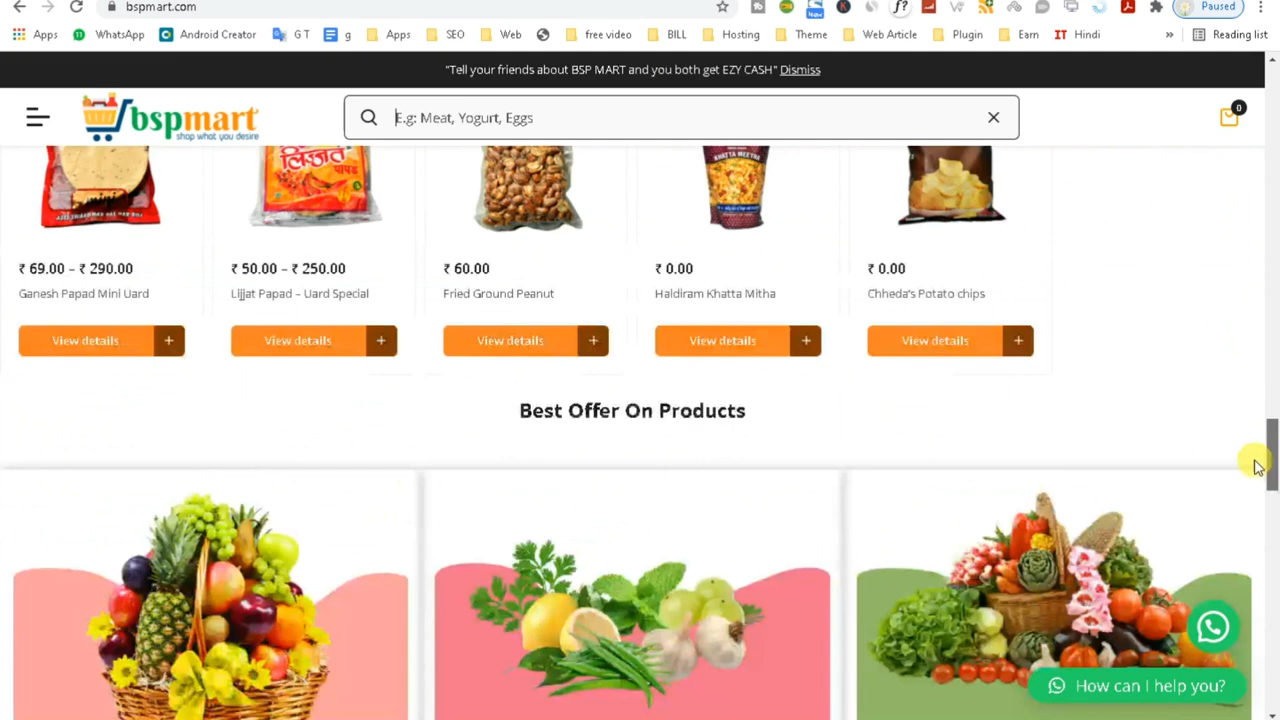 bspmart.com
Paused
Apps WhatsApp Android Creator G T g Apps SEO Web free video BILL Hosting Theme Web Article Plugin Earn IT Hindi » Reading list
"Tell your friends about BSP MART and you both get EZY CASH" Dismiss
bspmart
shop what you desire
E.g: Meat, Yogurt, Eggs
0
लिज्जत
KHATTA MEETHA
₹ 69.00 – ₹ 290.00 ₹ 50.00 – ₹ 250.00 ₹ 60.00 ₹ 0.00 ₹ 0.00
Ganesh Papad Mini Uard Lijjat Papad – Uard Special Fried Ground Peanut Haldiram Khatta Mitha Chheda's Potato chips
View details + View details + View details + View details + View details +
Best Offer On Products
How can I help you?